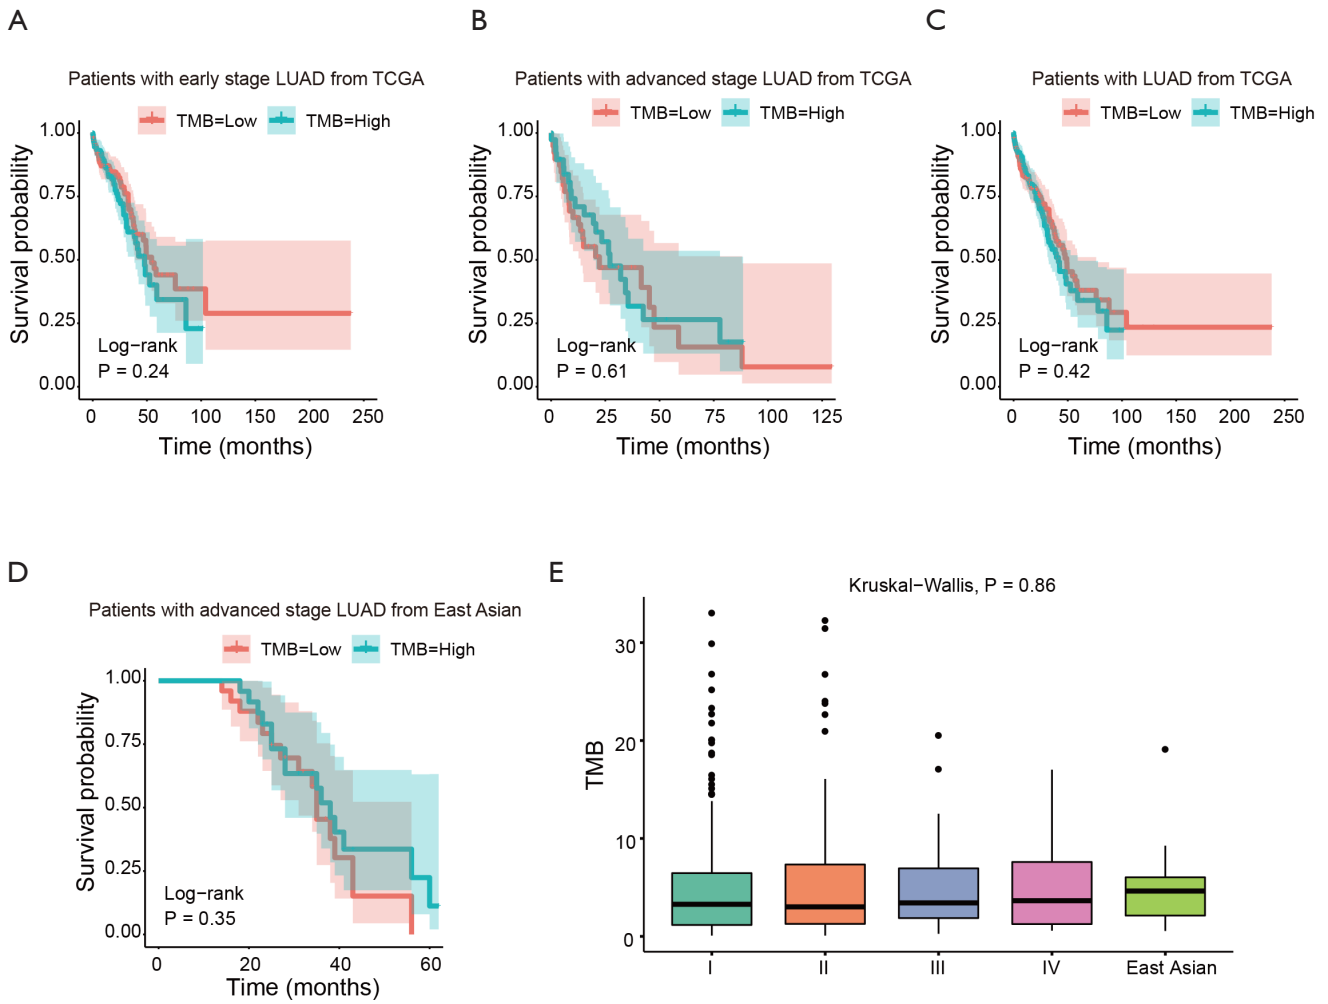 A
Patients with early stage LUAD from TCGA
TMB=Low TMB=High
Survival probability
1.00
0.75
0.50
0.25
0.00
Log−rank
P = 0.24
0 50 100 150 200 250
Time (months)
B
Patients with advanced stage LUAD from TCGA
TMB=Low TMB=High
Survival probability
1.00
0.75
0.50
0.25
0.00
Log−rank
P = 0.61
0 25 50 75 100 125
Time (months)
C
Patients with LUAD from TCGA
TMB=Low TMB=High
Survival probability
1.00
0.75
0.50
0.25
0.00
Log−rank
P = 0.42
0 50 100 150 200 250
Time (months)
D
Patients with advanced stage LUAD from East Asian
TMB=Low TMB=High
Survival probability
1.00
0.75
0.50
0.25
0.00
Log−rank
P = 0.35
0 20 40 60
Time (months)
E
Kruskal−Wallis, P = 0.86
TMB
30
20
10
0
I II III IV East Asian